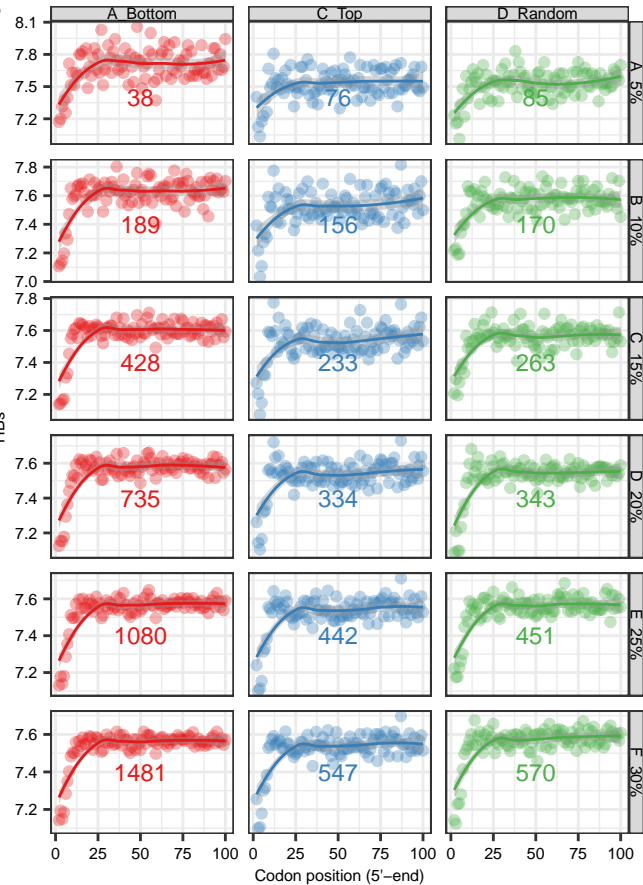 A_Bottom C_Top D_Random
8.1
7.8
7.5
7.2
38 76 85
A_5%
7.8
7.6
7.4
7.2
7.0
189 156 170
B_10%
7.8
7.6
7.4
7.2
428 233 263
C_15%
HBs
7.6
7.4
7.2
735 334 343
D_20%
7.6
7.4
7.2
1080 442 451
E_25%
7.6
7.4
7.2
1481 547 570
F_30%
0 25 50 75 100 0 25 50 75 100 0 25 50 75 100
Codon position (5'−end)